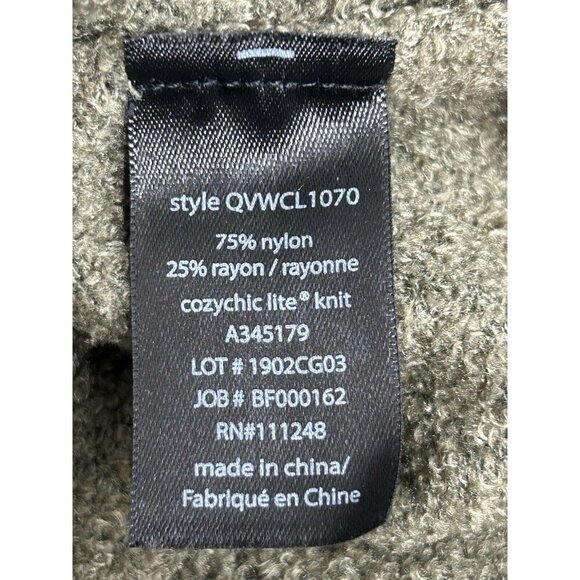 style QVWCL1070
75% nylon
25% rayon / rayonne
cozychic lite® knit
A345179
LOT # 1902CG03
JOB # BF000162
RN#111248
made in china/
Fabriqué en Chine